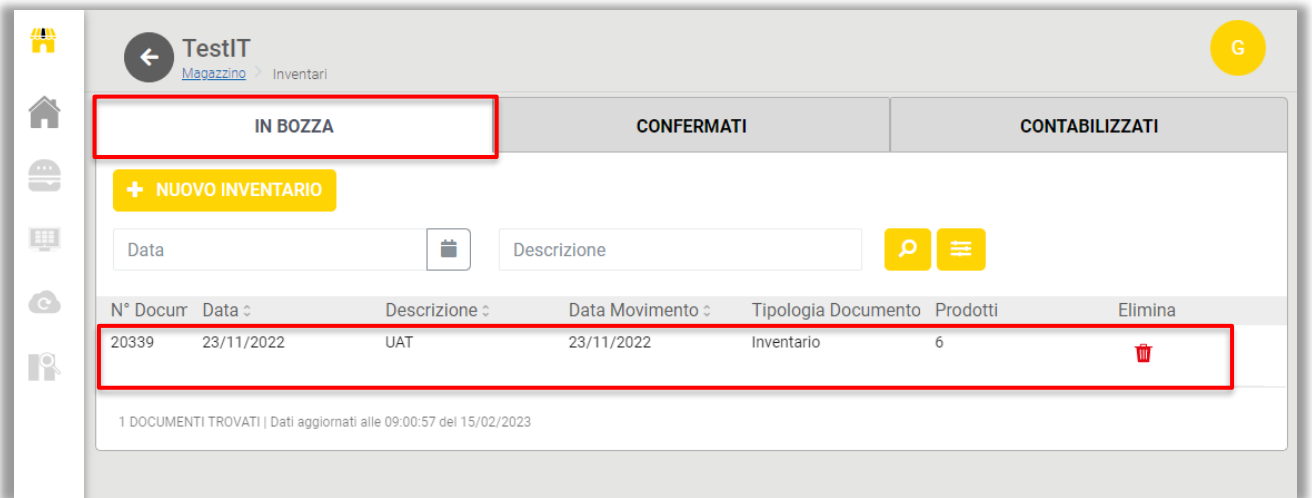 TestIT
G
Magazzino > Inventari
IN BOZZA CONFERMATI CONTABILIZZATI
+ NUOVO INVENTARIO
Data Descrizione
N° Docum Data Descrizione Data Movimento Tipologia Documento Prodotti Elimina
20339 23/11/2022 UAT 23/11/2022 Inventario 6
1 DOCUMENTI TROVATI | Dati aggiornati alle 09:00:57 del 15/02/2023